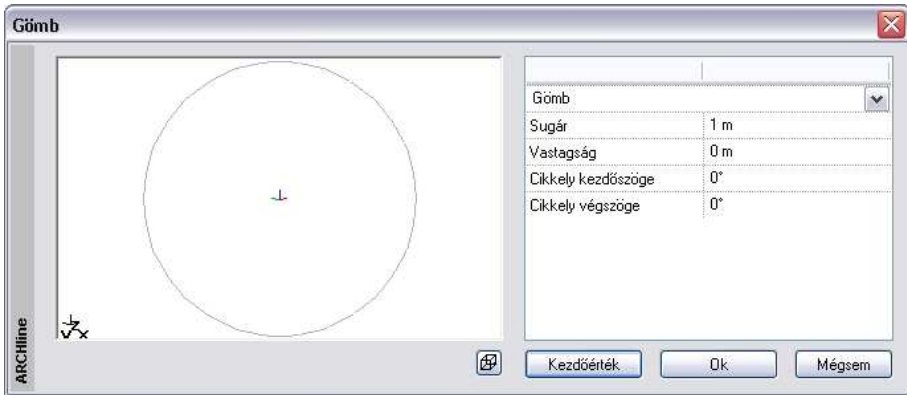 Gömb
Gömb
Sugár 1 m
Vastagság 0 m
Cikkely kezdőszöge 0°
Cikkely végszöge 0°
ARCHline
Kezdőérték Ok Mégsem